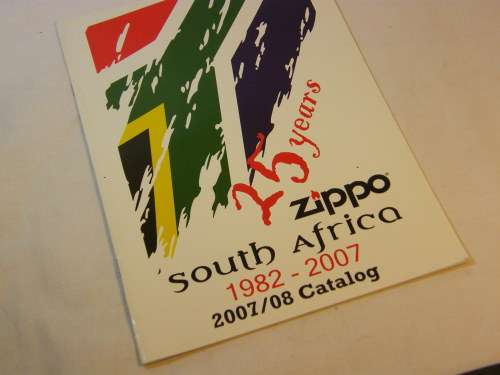 25 years
zippo
South Africa
1982 - 2007
2007/08 Catalog